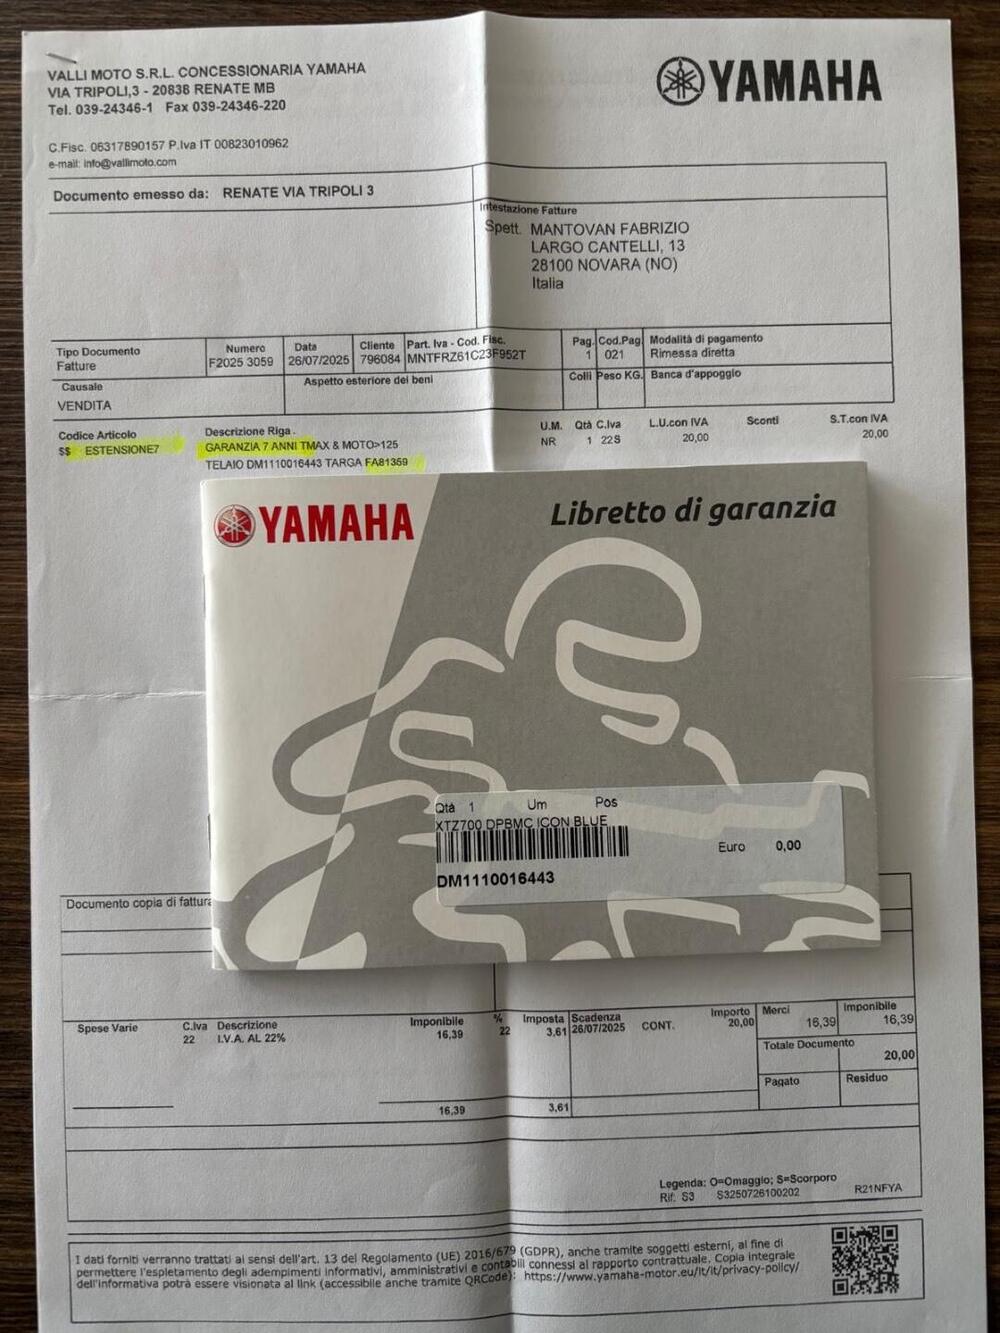 VALLI MOTO S.R.L. CONCESSIONARIA YAMAHA
VIA TRIPOLI,3 - 20838 RENATE MB
Tel. 039-24346-1 Fax 039-24346-220
YAMAHA
C.Fisc. 06317890157 P.Iva IT 00823010962
e-mail: info@vallimoto.com
Documento emesso da: RENATE VIA TRIPOLI 3
Intestazione Fatture
Spett. MANTOVAN FABRIZIO
LARGO CANTELLI, 13
28100 NOVARA (NO)
Italia
Tipo Documento Numero Data Cliente Part. Iva - Cod. Fisc. Pag. Cod.Pag. Modalità di pagamento
Fatture F2025 3059 26/07/2025 796084 MNTFRZ61C23F952T 1 021 Rimessa diretta
Causale Aspetto esteriore dei beni Colli Peso KG. Banca d'appoggio
VENDITA
Codice Articolo Descrizione Riga . U.M. Qtà C.Iva L.U.con IVA Sconti S.T.con IVA
$$ ESTENSIONE7 GARANZIA 7 ANNI TMAX & MOTO>125 NR 1 22S 20,00 20,00
TELAIO DM1110016443 TARGA FA81359
YAMAHA Libretto di garanzia
Qtà 1 Um Pos
XTZ700 DPBMC ICON BLUE
Euro 0,00
DM1110016443
Documento copia di fattura
Spese Varie C.Iva Descrizione Imponibile % Imposta Scadenza Importo Merci Imponibile
22 I.V.A. AL 22% 16,39 22 3,61 26/07/2025 CONT. 20,00 16,39 16,39
Totale Documento
20,00
Pagato Residuo
16,39 3,61
Legenda: O=Omaggio; S=Scorporo
Rif. S3 S3250726100202 R21NFYA
I dati forniti verranno trattati ai sensi dell'art. 13 del Regolamento (UE) 2016/679 (GDPR), anche tramite soggetti esterni, al fine di
permettere l'espletamento degli adempimenti informativi, amministrativi e contabili connessi al rapporto contrattuale. Copia integrale
dell'informativa potrà essere visionata al link (accessibile anche tramite QRCode): https://www.yamaha-motor.eu/it/it/privacy-policy/